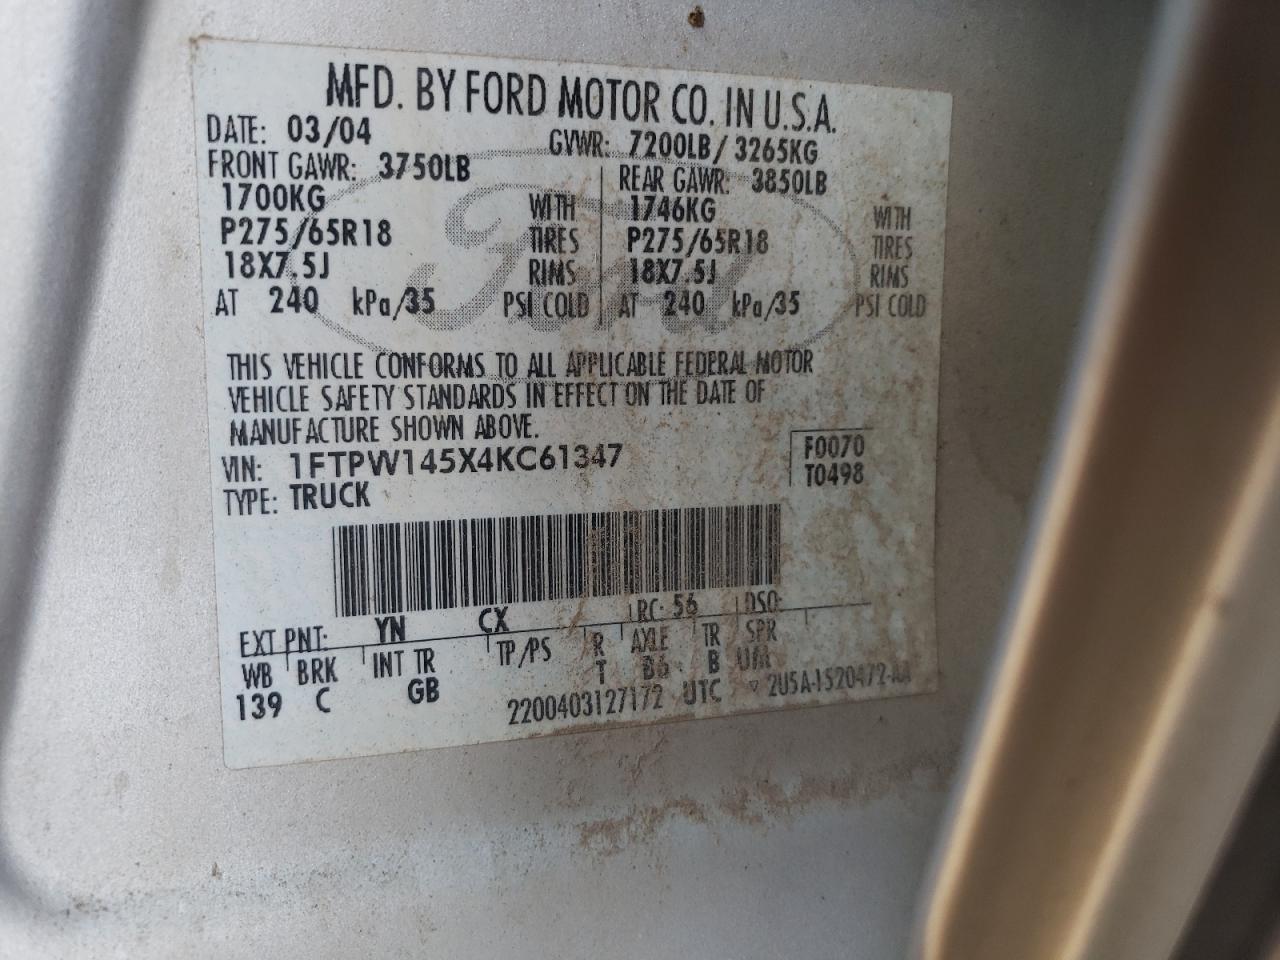 MFD. BY FORD MOTOR CO. IN U.S.A.
DATE: 03/04 GVWR: 7200LB/ 3265KG
FRONT GAWR: 3750LB REAR GAWR: 3850LB
1700KG WITH 1746KG WITH
P275/65R18 TIRES P275/65R18 TIRES
18X7.5J RIMS 18X7.5J RIMS
AT 240 kPa/35 PSI COLD AT 240 kPa/35 PSI COLD
Ford
THIS VEHICLE CONFORMS TO ALL APPLICABLE FEDERAL MOTOR
VEHICLE SAFETY STANDARDS IN EFFECT ON THE DATE OF
MANUFACTURE SHOWN ABOVE.
VIN: 1FTPW145X4KC61347 F0070
TYPE: TRUCK T0498
EXT PNT: YN CX RC: 56 DSO:
WB BRK INT TR TP/PS R AXLE TR SPR
139 C GB T B6 B
2200403127172 UTC ▽ 2U5A-1520472-AA